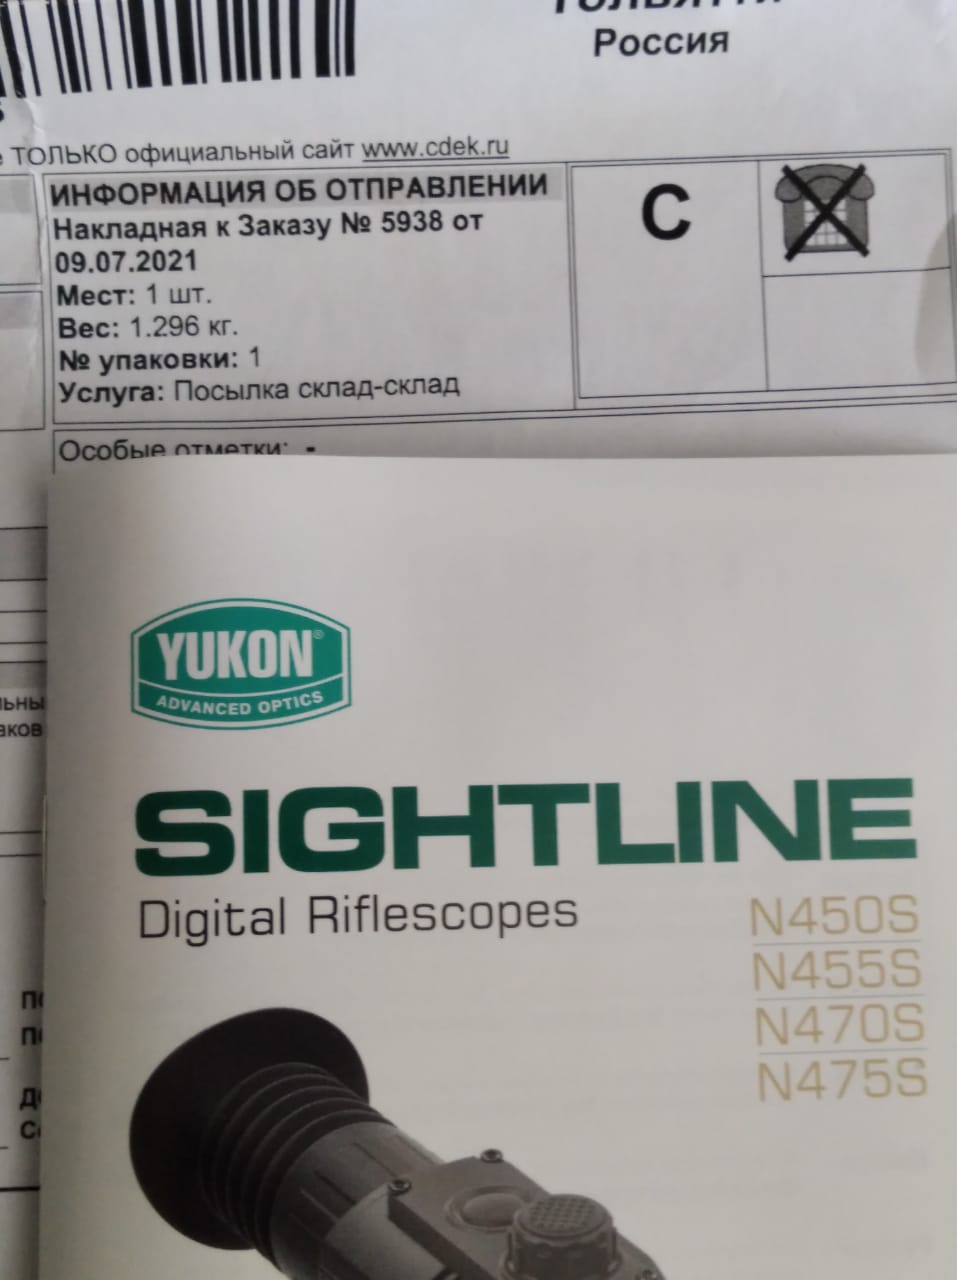 Россия
ТОЛЬКО официальный сайт www.cdek.ru
ИНФОРМАЦИЯ ОБ ОТПРАВЛЕНИИ
Накладная к Заказу № 5938 от
09.07.2021
Мест: 1 шт.
Вес: 1.296 кг.
№ упаковки: 1
Услуга: Посылка склад-склад
С
Особые отметки: -
YUKON®
ADVANCED OPTICS
SIGHTLINE
Digital Riflescopes
N450S
N455S
N470S
N475S